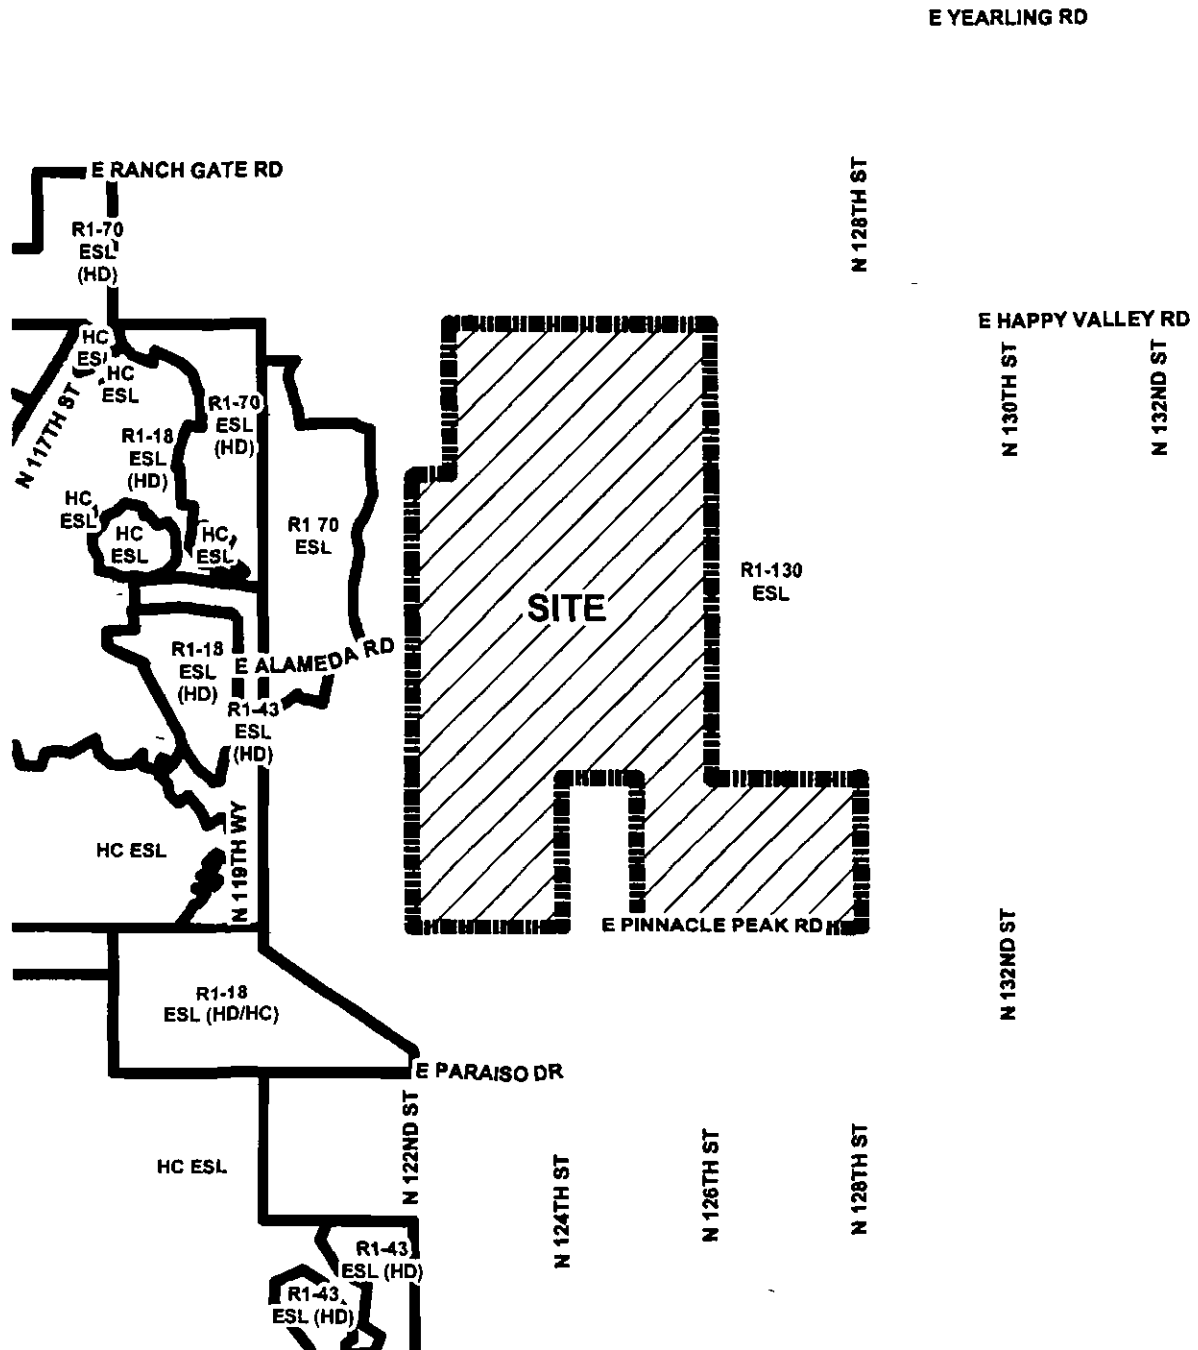 E YEARLING RD
E RANCH GATE RD
N 128TH ST
R1-70
ESL
(HD)
E HAPPY VALLEY RD
HC
ESL
HC
ESL
N 117TH ST
R1-70
ESL
(HD)
R1-18
ESL
(HD)
N 130TH ST
N 132ND ST
HC
ESL
HC
ESL
HC
ESL
R1 70
ESL
R1-130
ESL
SITE
R1-18
ESL
(HD)
E ALAMEDA RD
R1-43
ESL
(HD)
HC ESL
N 119TH WY
E PINNACLE PEAK RD
N 132ND ST
R1-18
ESL (HD/HC)
E PARAISO DR
N 122ND ST
HC ESL
N 124TH ST
N 126TH ST
N 128TH ST
R1-43
ESL (HD)
R1-43
ESL (HD)